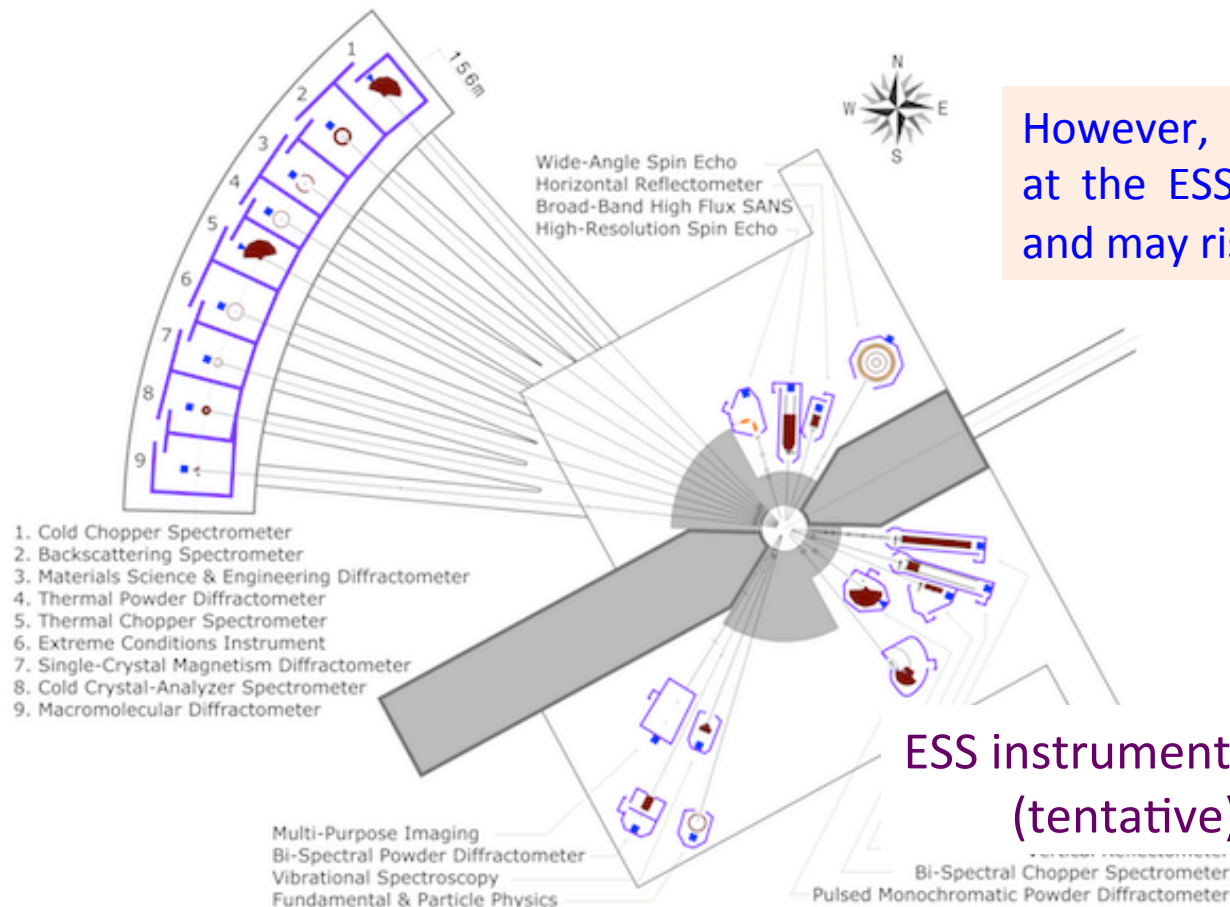 1
2
3
4
5
6
7
8
9
156m
N
W E
S
However,
at the ESS
and may ris
Wide-Angle Spin Echo
Horizontal Reflectometer
Broad-Band High Flux SANS
High-Resolution Spin Echo
1. Cold Chopper Spectrometer
2. Backscattering Spectrometer
3. Materials Science & Engineering Diffractometer
4. Thermal Powder Diffractometer
5. Thermal Chopper Spectrometer
6. Extreme Conditions Instrument
7. Single-Crystal Magnetism Diffractometer
8. Cold Crystal-Analyzer Spectrometer
9. Macromolecular Diffractometer
ESS instrument
(tentative)
Multi-Purpose Imaging
Bi-Spectral Powder Diffractometer
Vibrational Spectroscopy
Fundamental & Particle Physics
Vertical Reflectometer
Bi-Spectral Chopper Spectrometer
Pulsed Monochromatic Powder Diffractometer